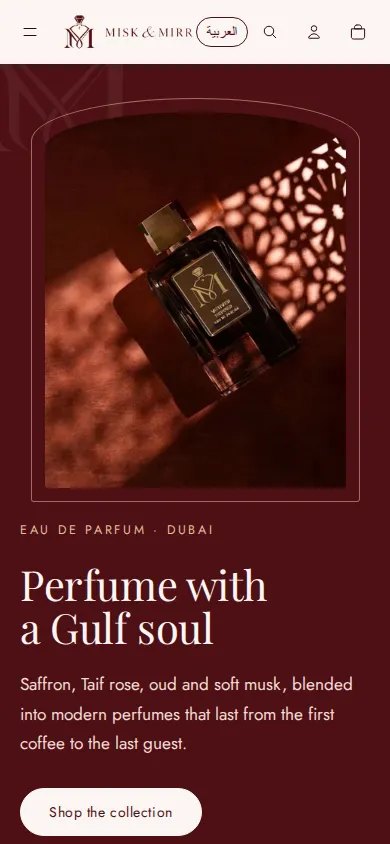 MISK & MIRR
العربية
EAU DE PARFUM · DUBAI
Perfume with
a Gulf soul
Saffron, Taif rose, oud and soft musk, blended
into modern perfumes that last from the first
coffee to the last guest.
Shop the collection